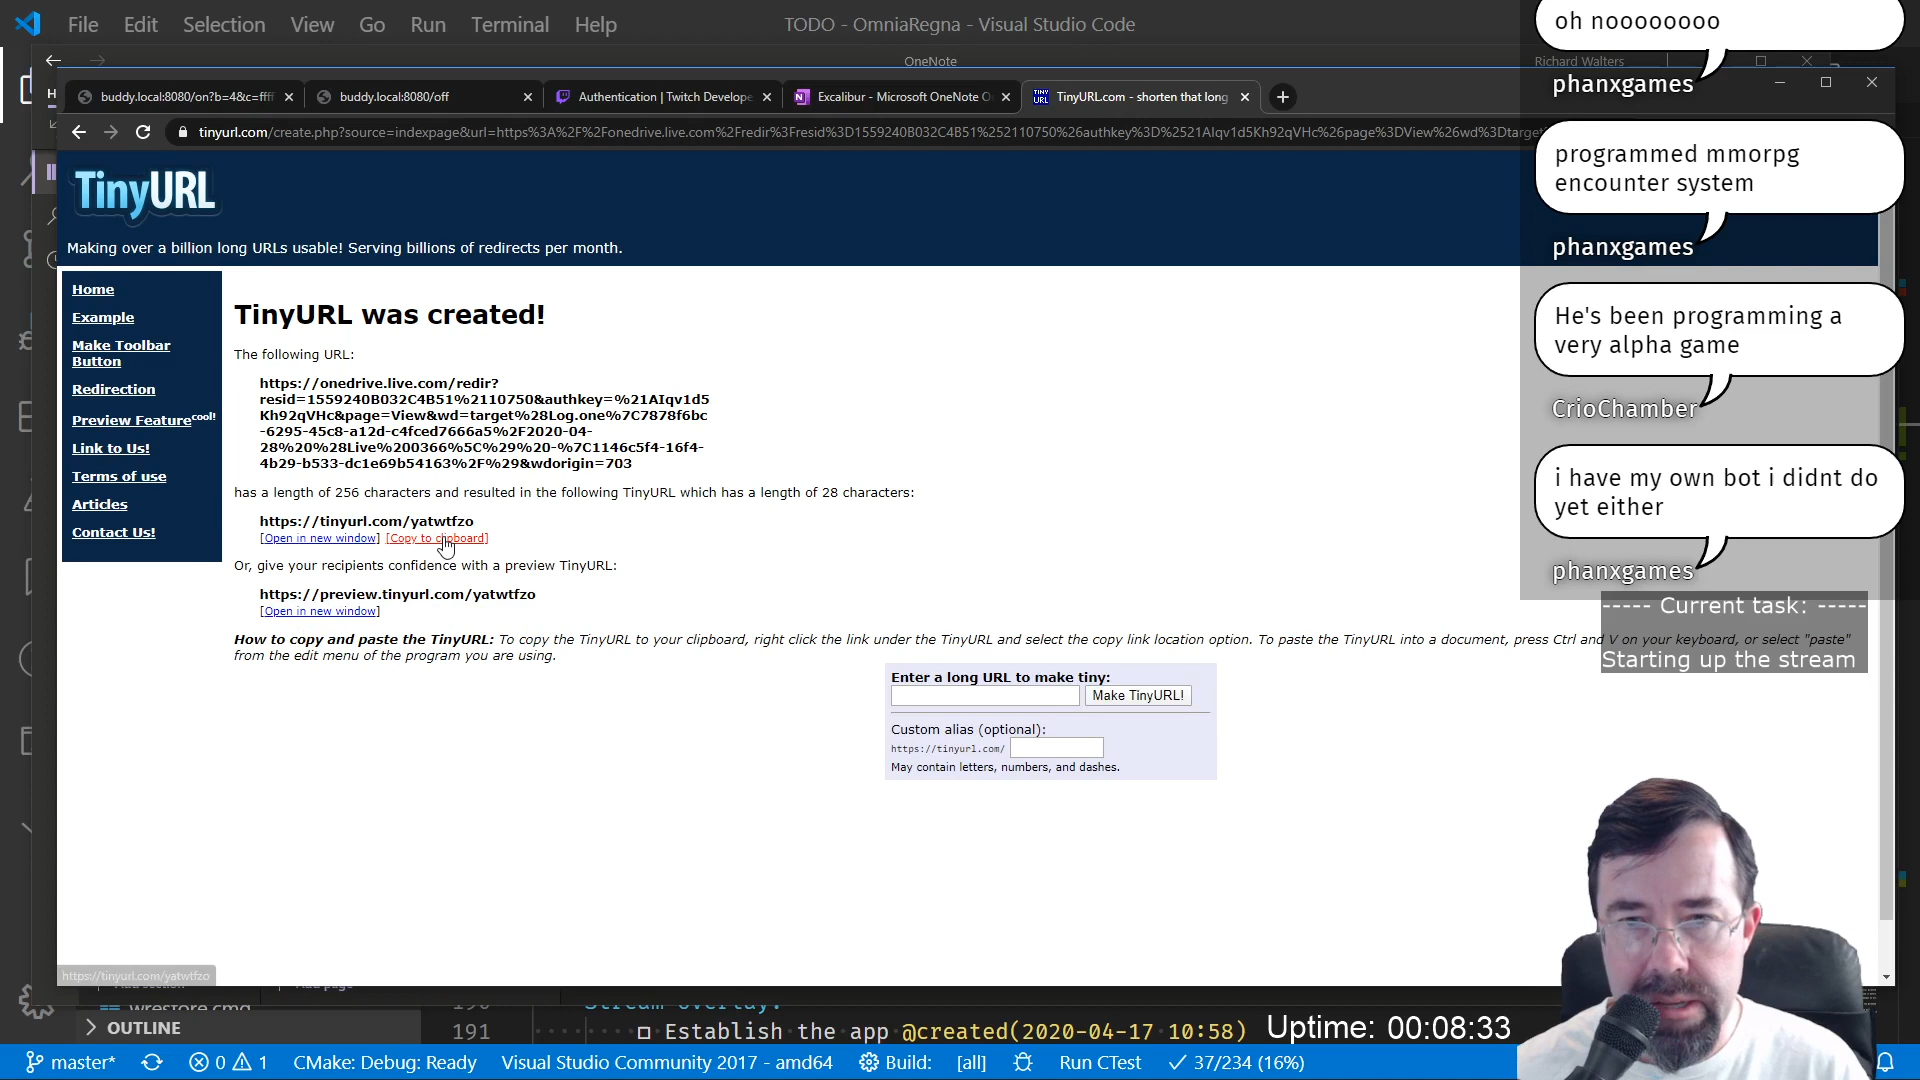 File Edit Selection View Go Run Terminal Help
TODO - OmniaRegna - Visual Studio Code
OneNote
Richard Walters
buddy.local:8080/on?b=4&c=ffff
buddy.local:8080/off
Authentication | Twitch Develope
Excalibur - Microsoft OneNote O
TinyURL.com - shorten that long
tinyurl.com/create.php?source=indexpage&url=https%3A%2F%2Fonedrive.live.com%2Fredir%3Fresid%3D1559240B032C4B51%252110750%26authkey%3D%2521AIqv1d5Kh92qVHc%26page%3DView%26wd%3Dtarget
TinyURL
Making over a billion long URLs usable! Serving billions of redirects per month.
Home
Example
Make Toolbar
Button
Redirection
Preview Feature cool!
Link to Us!
Terms of use
Articles
Contact Us!
TinyURL was created!
The following URL:
https://onedrive.live.com/redir?
resid=1559240B032C4B51%2110750&authkey=%21AIqv1d5
Kh92qVHc&page=View&wd=target%28Log.one%7C7878f6bc
-6295-45c8-a12d-c4fced7666a5%2F2020-04-
28%20%28Live%200366%5C%29%20-%7C1146c5f4-16f4-
4b29-b533-dc1e69b54163%2F%29&wdorigin=703
has a length of 256 characters and resulted in the following TinyURL which has a length of 28 characters:
https://tinyurl.com/yatwtfzo
[Open in new window] [Copy to clipboard]
Or, give your recipients confidence with a preview TinyURL:
https://preview.tinyurl.com/yatwtfzo
[Open in new window]
How to copy and paste the TinyURL: To copy the TinyURL to your clipboard, right click the link under the TinyURL and select the copy link location option. To paste the TinyURL into a document, press Ctrl and V on your keyboard, or select "paste"
from the edit menu of the program you are using.
Enter a long URL to make tiny:
Make TinyURL!
Custom alias (optional):
https://tinyurl.com/
May contain letters, numbers, and dashes.
oh noooooooo
phanxgames
programmed mmorpg
encounter system
phanxgames
He's been programming a
very alpha game
CrioChamber
i have my own bot i didnt do
yet either
phanxgames
----- Current task: -----
Starting up the stream
https://tinyurl.com/yatwtfzo
wrestore.cmd
OUTLINE
Stream overlay:
191 Establish the app @created(2020-04-17 10:58)
Uptime: 00:08:33
master* 0 1 CMake: Debug: Ready Visual Studio Community 2017 - amd64 Build: [all] Run CTest 37/234 (16%)